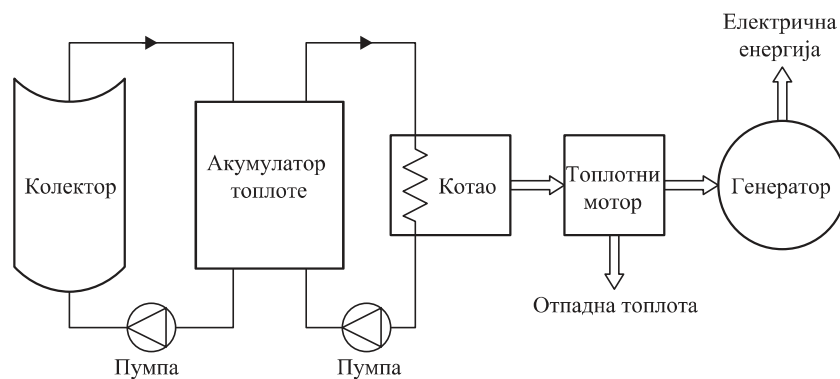 Електрична
енергија
Колектор
Акумулатор
топлоте
Котао
Топлотни
мотор
Генератор
Отпадна топлота
Пумпа
Пумпа